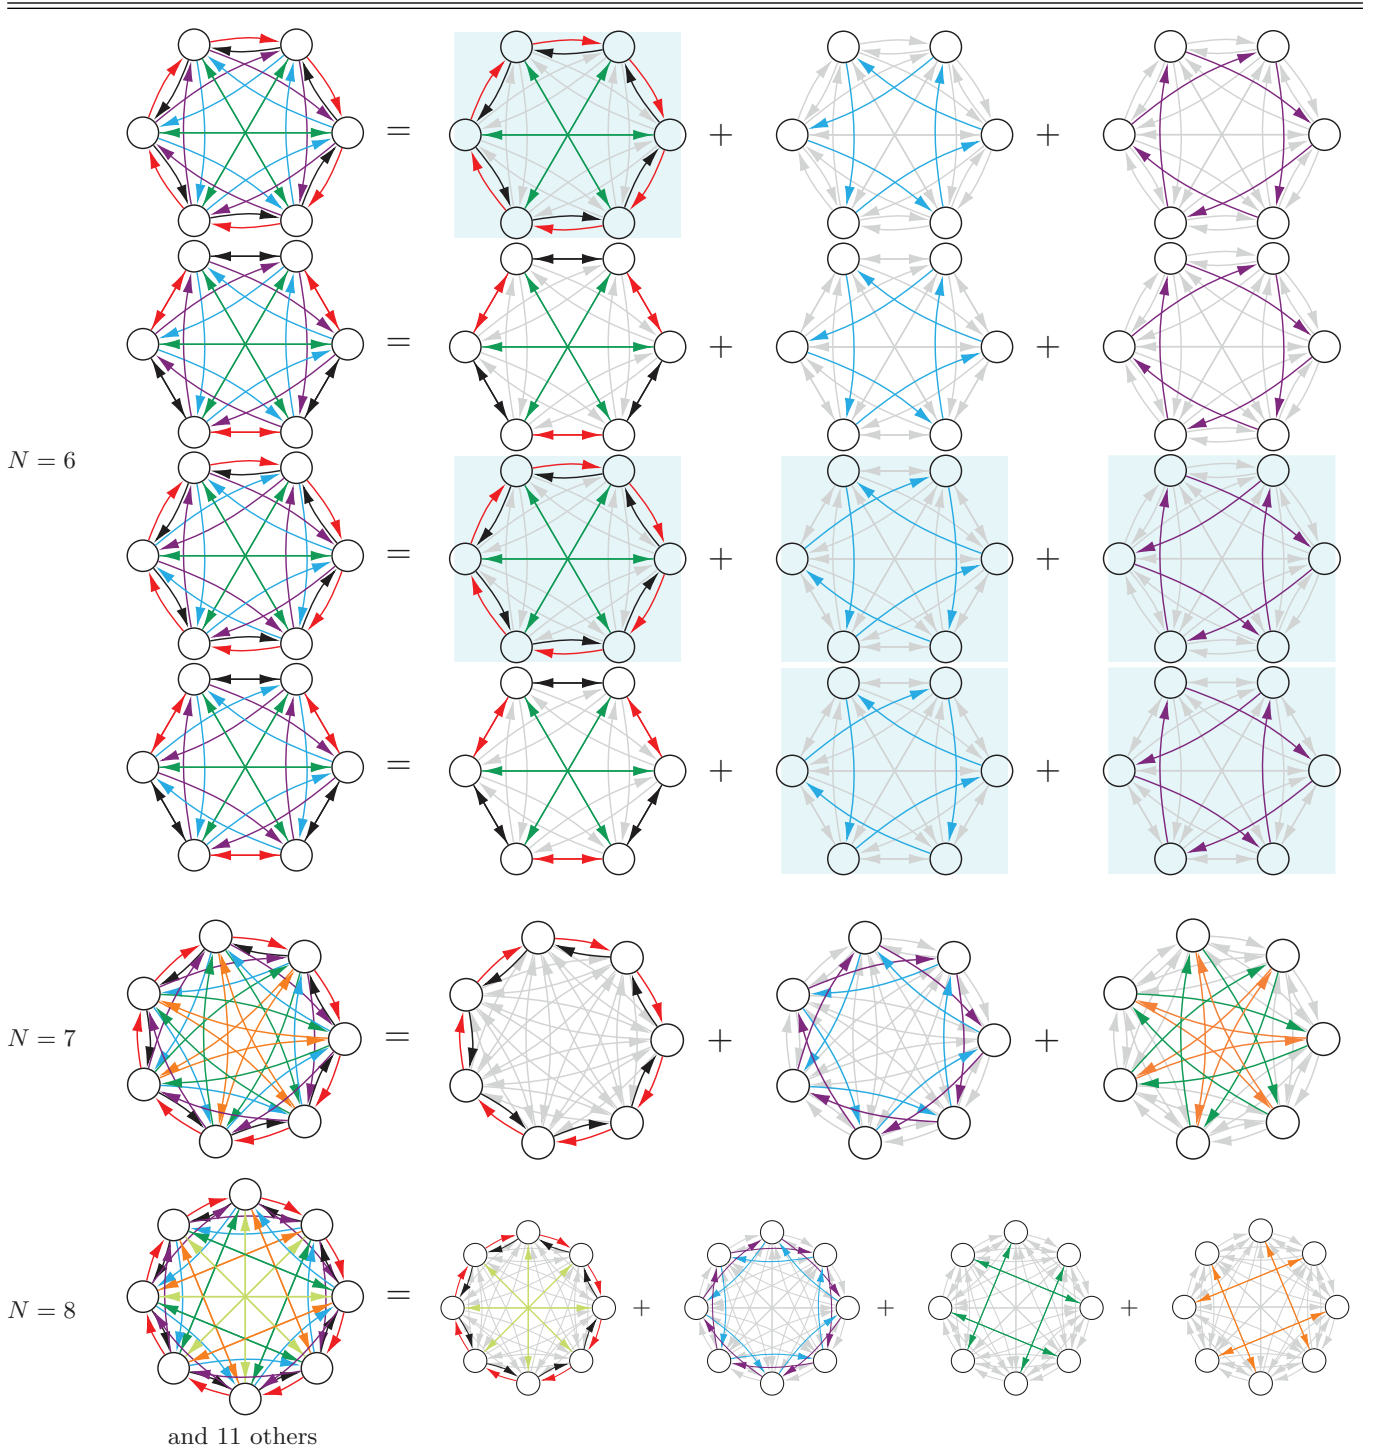 = + +
= + +
N = 6
= + +
= + +
N = 7 = + +
N = 8 = + + +
and 11 others